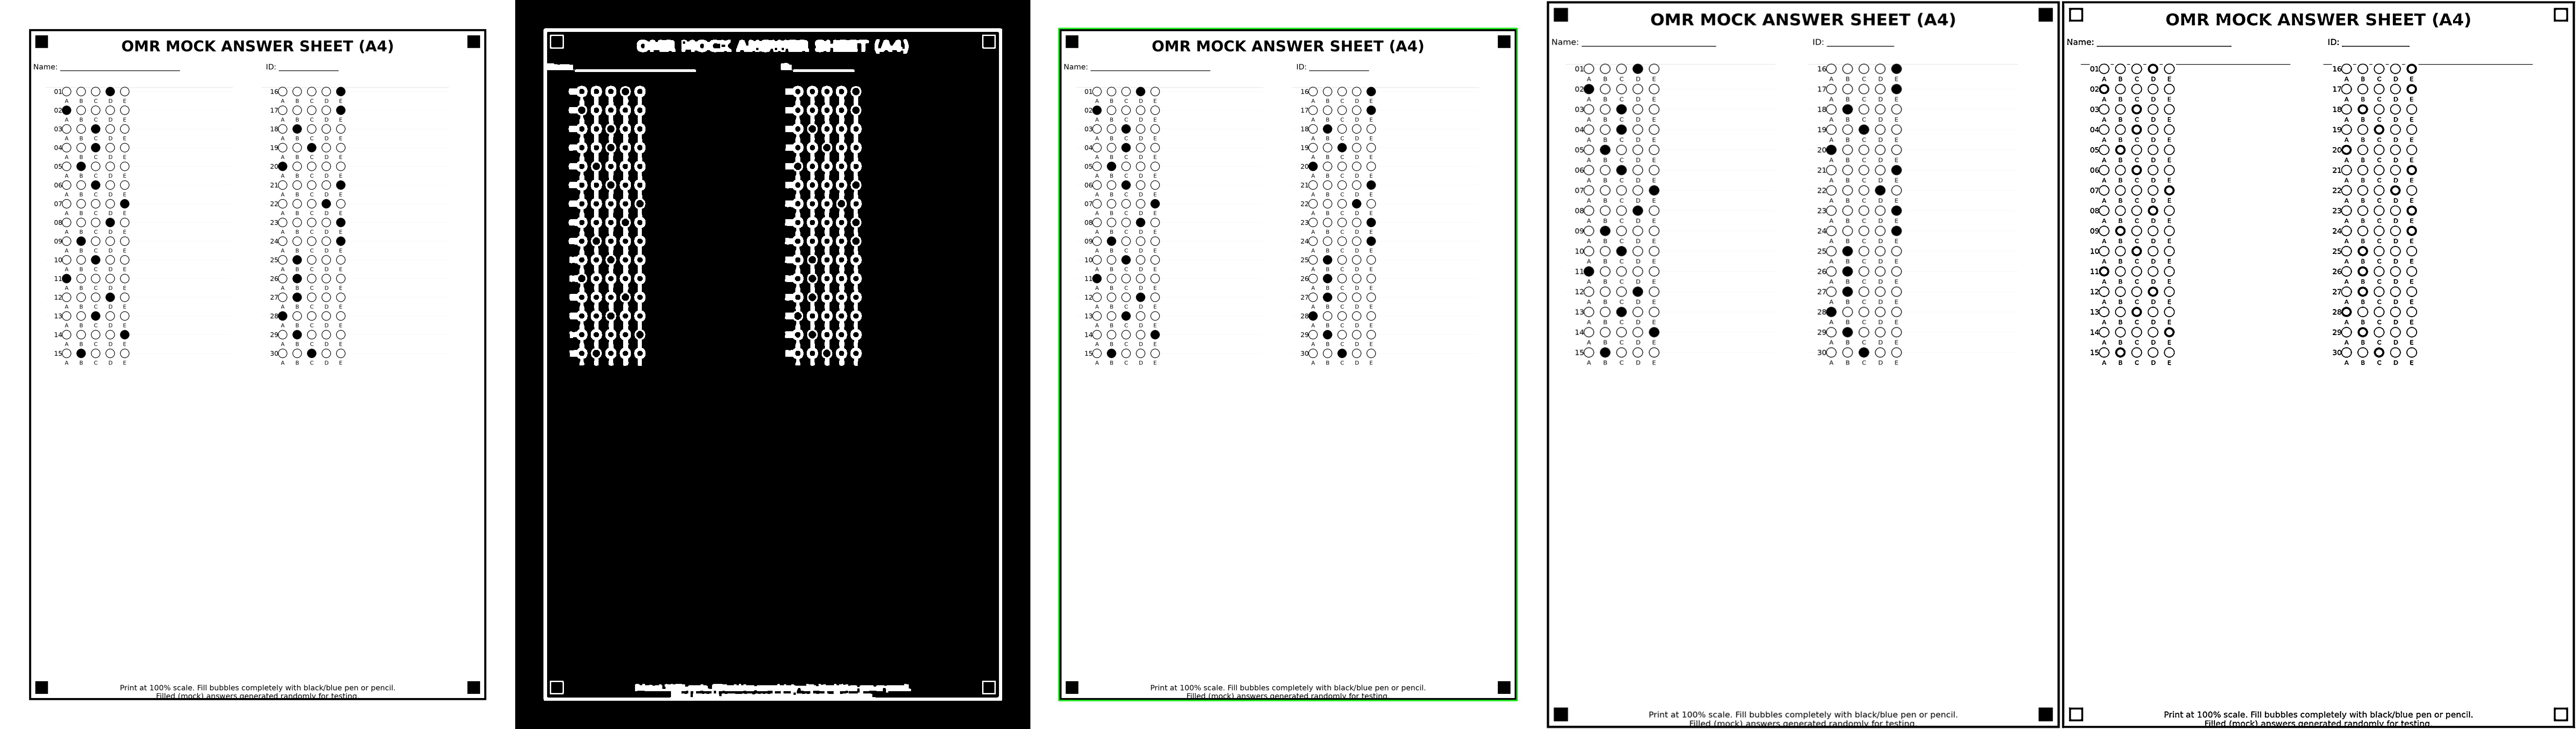 OMR MOCK ANSWER SHEET (A4)
Name: ID:
01 16
A B C D E A B C D E
02 17
A B C D E A B C D E
03 18
A B C D E A B C D E
04 19
A B C D E A B C D E
05 20
A B C D E A B C D E
06 21
A B C D E A B C D E
07 22
A B C D E A B C D E
08 23
A B C D E A B C D E
09 24
A B C D E A B C D E
10 25
A B C D E A B C D E
11 26
A B C D E A B C D E
12 27
A B C D E A B C D E
13 28
A B C D E A B C D E
14 29
A B C D E A B C D E
15 30
A B C D E A B C D E
Print at 100% scale. Fill bubbles completely with black/blue pen or pencil.
Filled (mock) answers generated randomly for testing.
OMR MOCK ANSWER SHEET (A4)
OMR MOCK ANSWER SHEET (A4)
Name: ID:
01 16
A B C D E A B C D E
02 17
A B C D E A B C D E
03 18
A B C D E A B C D E
04 19
A B C D E A B C D E
05 20
A B C D E A B C D E
06 21
A B C D E A B C D E
07 22
A B C D E A B C D E
08 23
A B C D E A B C D E
09 24
A B C D E A B C D E
10 25
A B C D E A B C D E
11 26
A B C D E A B C D E
12 27
A B C D E A B C D E
13 28
A B C D E A B C D E
14 29
A B C D E A B C D E
15 30
A B C D E A B C D E
Print at 100% scale. Fill bubbles completely with black/blue pen or pencil.
Filled (mock) answers generated randomly for testing.
OMR MOCK ANSWER SHEET (A4)
Name: ID:
01 16
A B C D E A B C D E
02 17
A B C D E A B C D E
03 18
A B C D E A B C D E
04 19
A B C D E A B C D E
05 20
A B C D E A B C D E
06 21
A B C D E A B C D E
07 22
A B C D E A B C D E
08 23
A B C D E A B C D E
09 24
A B C D E A B C D E
10 25
A B C D E A B C D E
11 26
A B C D E A B C D E
12 27
A B C D E A B C D E
13 28
A B C D E A B C D E
14 29
A B C D E A B C D E
15 30
A B C D E A B C D E
Print at 100% scale. Fill bubbles completely with black/blue pen or pencil.
Filled (mock) answers generated randomly for testing.
OMR MOCK ANSWER SHEET (A4)
Name: ID:
01 16
A B C D E A B C D E
02 17
A B C D E A B C D E
03 18
A B C D E A B C D E
04 19
A B C D E A B C D E
05 20
A B C D E A B C D E
06 21
A B C D E A B C D E
07 22
A B C D E A B C D E
08 23
A B C D E A B C D E
09 24
A B C D E A B C D E
10 25
A B C D E A B C D E
11 26
A B C D E A B C D E
12 27
A B C D E A B C D E
13 28
A B C D E A B C D E
14 29
A B C D E A B C D E
15 30
A B C D E A B C D E
Print at 100% scale. Fill bubbles completely with black/blue pen or pencil.
Filled (mock) answers generated randomly for testing.